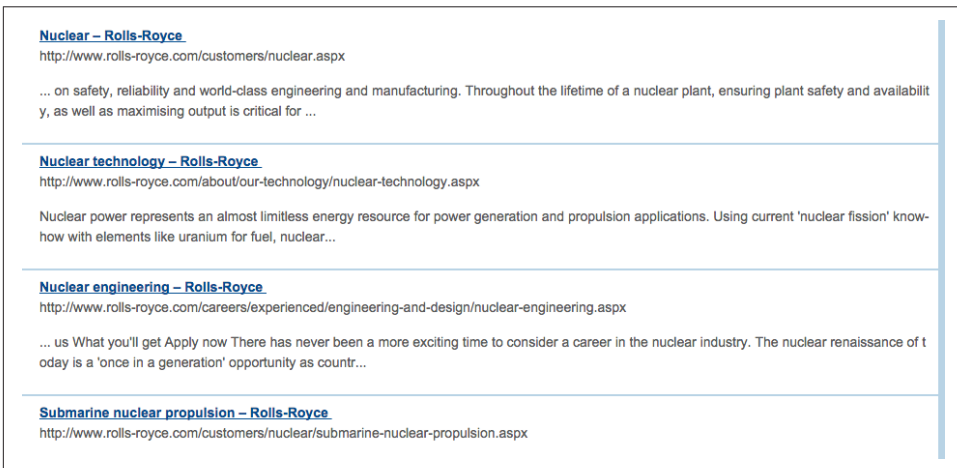 Nuclear – Rolls-Royce
http://www.rolls-royce.com/customers/nuclear.aspx
... on safety, reliability and world-class engineering and manufacturing. Throughout the lifetime of a nuclear plant, ensuring plant safety and availabilit
y, as well as maximising output is critical for ...
Nuclear technology – Rolls-Royce
http://www.rolls-royce.com/about/our-technology/nuclear-technology.aspx
Nuclear power represents an almost limitless energy resource for power generation and propulsion applications. Using current 'nuclear fission' know-
how with elements like uranium for fuel, nuclear...
Nuclear engineering – Rolls-Royce
http://www.rolls-royce.com/careers/experienced/engineering-and-design/nuclear-engineering.aspx
... us What you'll get Apply now There has never been a more exciting time to consider a career in the nuclear industry. The nuclear renaissance of t
oday is a 'once in a generation' opportunity as countr...
Submarine nuclear propulsion – Rolls-Royce
http://www.rolls-royce.com/customers/nuclear/submarine-nuclear-propulsion.aspx